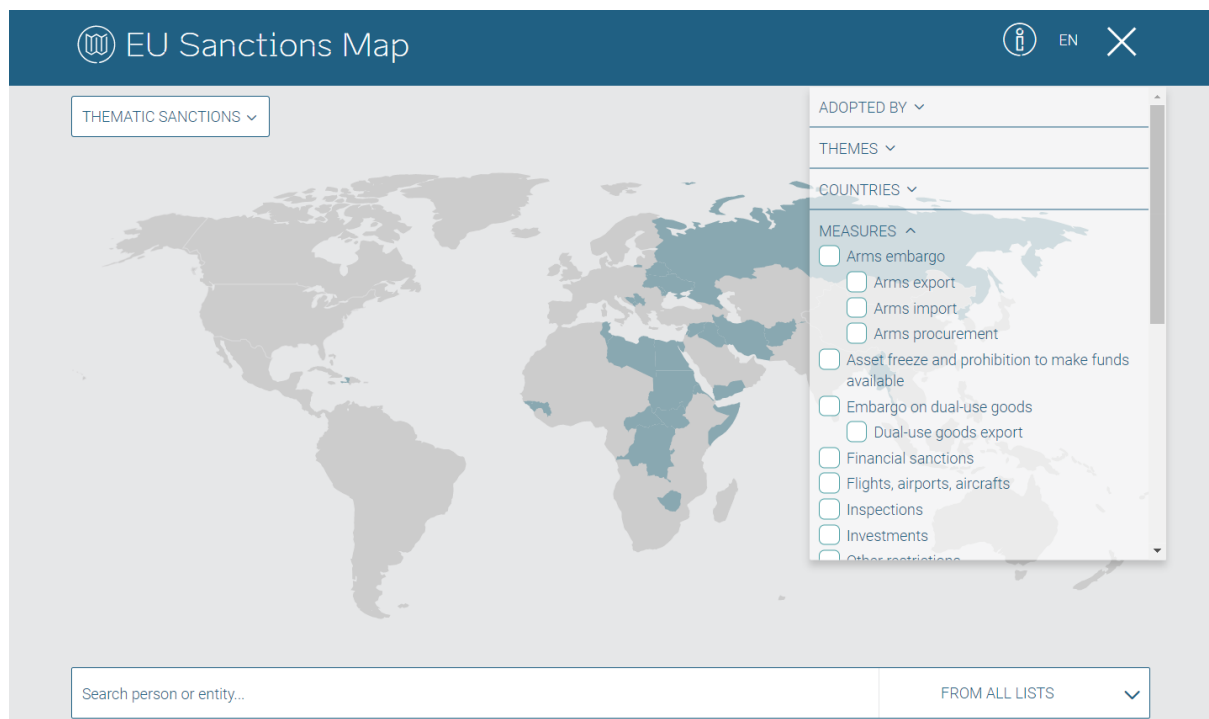 EU Sanctions Map
EN
THEMATIC SANCTIONS
ADOPTED BY
THEMES
COUNTRIES
MEASURES
Arms embargo
Arms export
Arms import
Arms procurement
Asset freeze and prohibition to make funds
available
Embargo on dual-use goods
Dual-use goods export
Financial sanctions
Flights, airports, aircrafts
Inspections
Investments
Other restrictions
Search person or entity...
FROM ALL LISTS